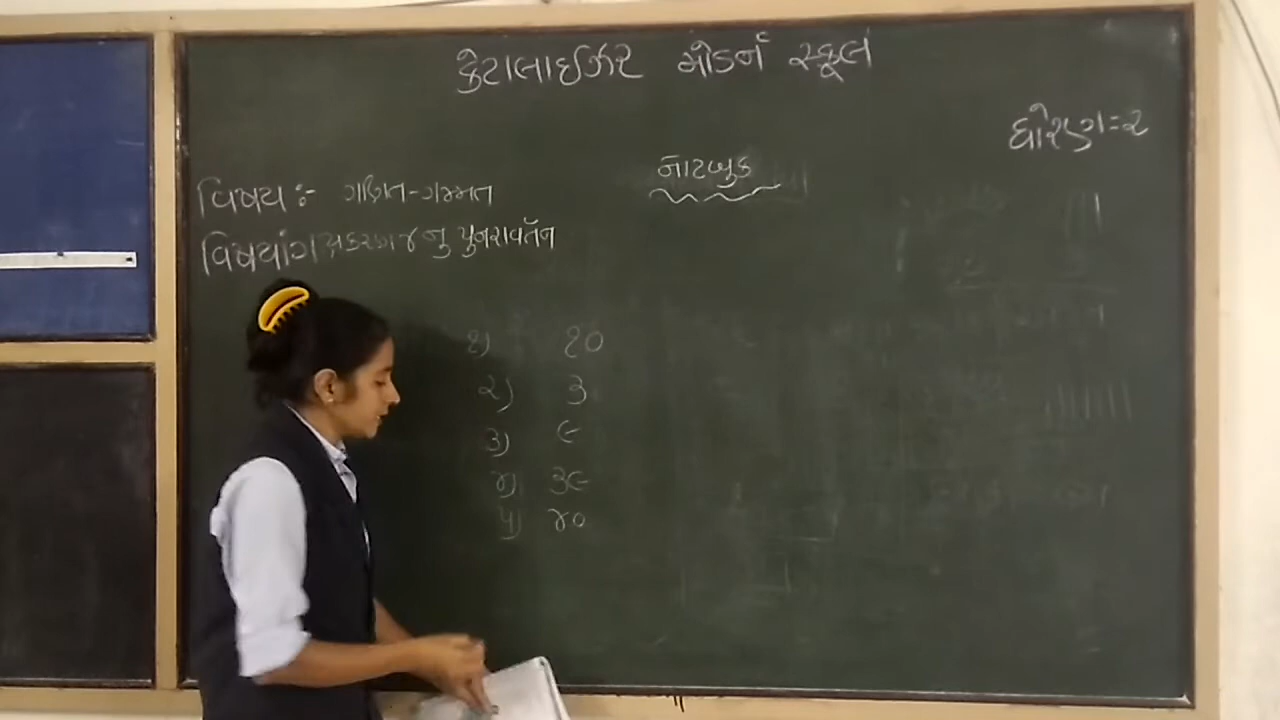 કેટાલાઈઝર મોડર્ન સ્કૂલ
ધોરણ=૨
નોટબુક
વિષય :- ગણિત-ગમ્મત
વિષયાંગ પ્રકરણ ૪નુ પુનરાવર્તન
૧) ૧૦
૨) ૩
૩) ૯
૪) ૩૯
૫) ૪૦